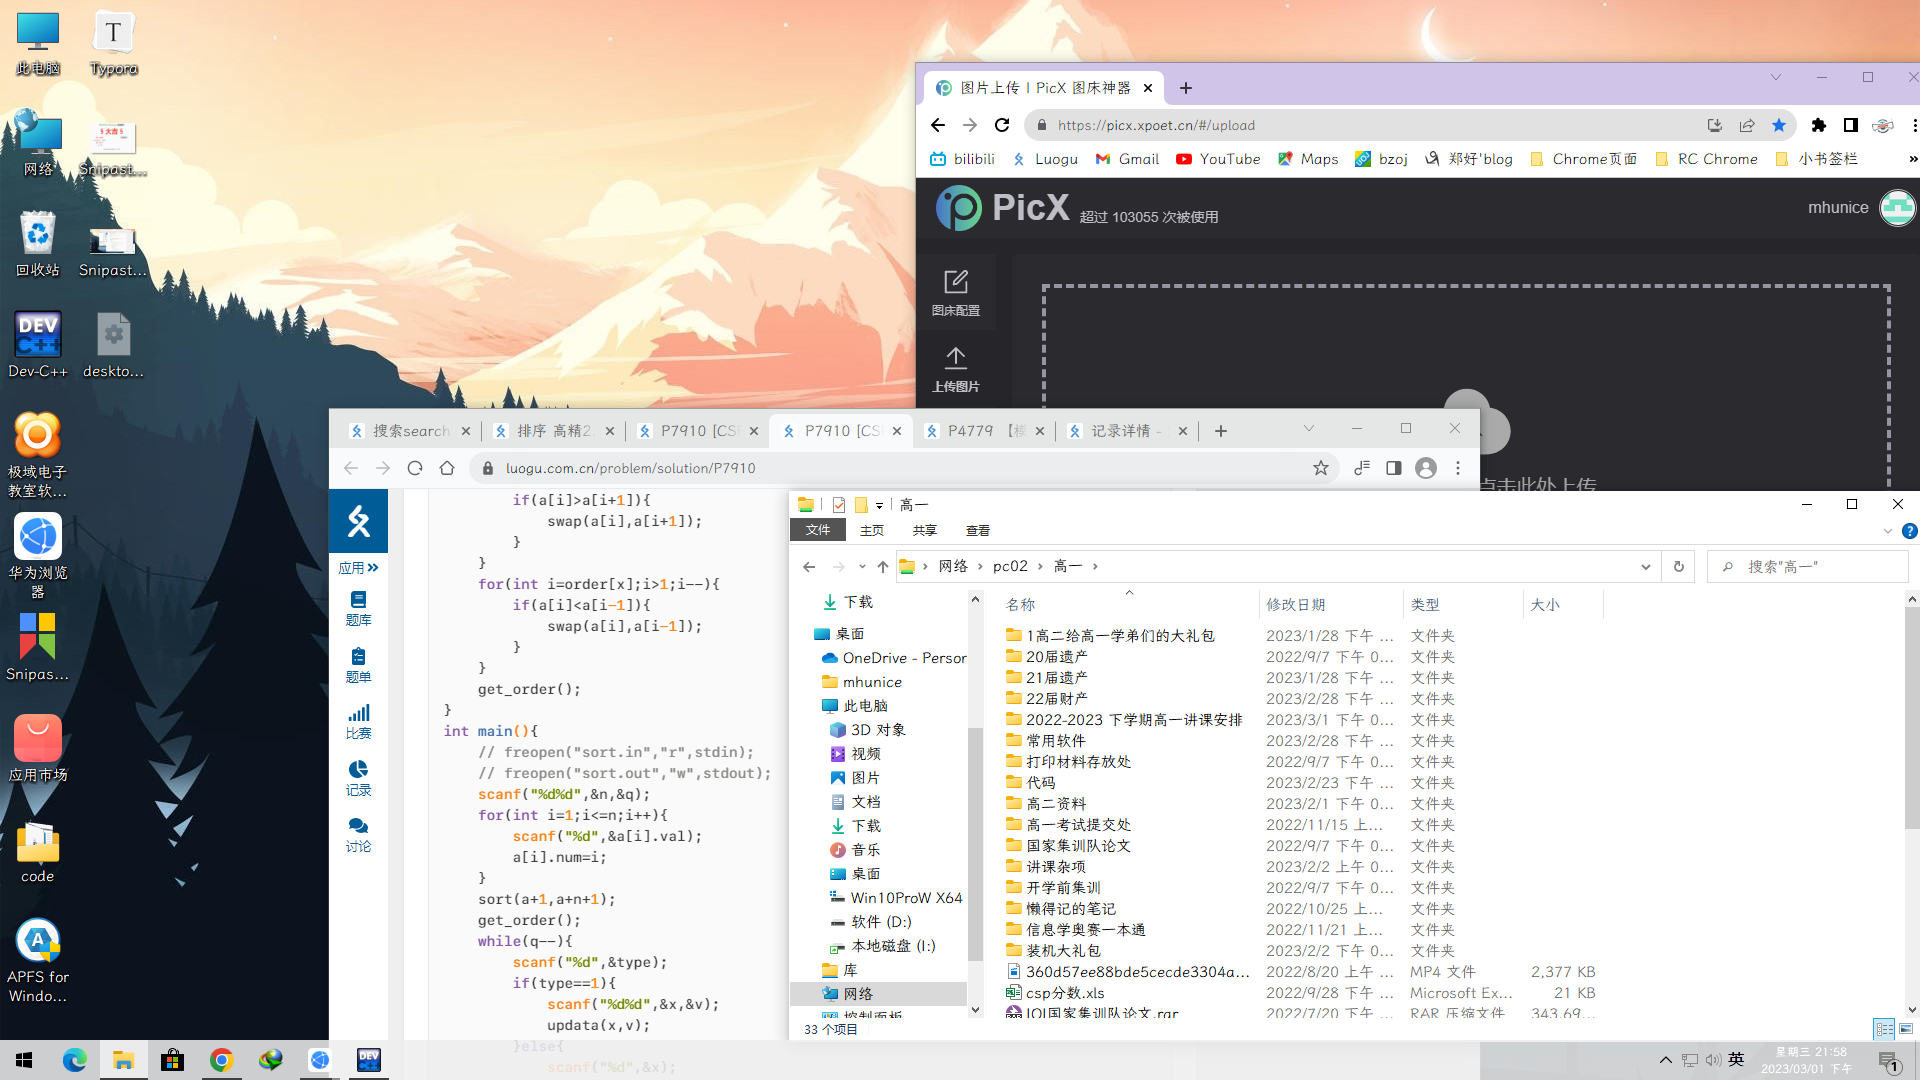 此电脑
Typora
网络
Snipast...
回收站
Snipast...
Dev-C++
deskto...
极域电子
教室软...
华为浏览
器
Snipas...
应用市场
code
APFS for
Windo...
图片上传 | PicX 图床神器
https://picx.xpoet.cn/#/upload
bilibili
Luogu
Gmail
YouTube
Maps
bzoj
郑好'blog
Chrome页面
RC Chrome
小书签栏
PicX 超过 103055 次被使用
mhunice
图床配置
上传图片
点击此处上传
搜索search
排序 高精2.
P7910 [CS
P7910 [CS
P4779
记录详情 -
luogu.com.cn/problem/solution/P7910
应用
题库
题单
比赛
记录
讨论
if(a[i]>a[i+1]){
swap(a[i],a[i+1]);
}
}
for(int i=order[x];i>1;i--){
if(a[i]<a[i-1]){
swap(a[i],a[i-1]);
}
}
get_order();
}
int main(){
// freopen("sort.in","r",stdin);
// freopen("sort.out","w",stdout);
scanf("%d%d",&n,&q);
for(int i=1;i<=n;i++){
scanf("%d",&a[i].val);
a[i].num=i;
}
sort(a+1,a+n+1);
get_order();
while(q--){
scanf("%d",&type);
if(type==1){
scanf("%d%d",&x,&v);
updata(x,v);
}else{
scanf("%d",&x);
高一
文件 主页 共享 查看
网络 › pc02 › 高一 ›
搜索"高一"
下载
桌面
OneDrive - Person
mhunice
此电脑
3D 对象
视频
图片
文档
下载
音乐
桌面
Win10ProW X64
软件 (D:)
本地磁盘 (I:)
库
网络
控制面板
名称 修改日期 类型 大小
1高二给高一学弟们的大礼包 2023/1/28 下午 ... 文件夹
20届遗产 2022/9/7 下午 0... 文件夹
21届遗产 2023/1/28 下午 ... 文件夹
22届财产 2023/2/28 下午 ... 文件夹
2022-2023 下学期高一讲课安排 2023/3/1 下午 0... 文件夹
常用软件 2023/2/28 下午 ... 文件夹
打印材料存放处 2022/9/7 下午 0... 文件夹
代码 2023/2/23 下午 ... 文件夹
高二资料 2023/2/1 下午 0... 文件夹
高一考试提交处 2022/11/15 上... 文件夹
国家集训队论文 2022/9/7 下午 0... 文件夹
讲课杂项 2023/2/2 上午 0... 文件夹
开学前集训 2022/9/7 下午 0... 文件夹
懒得记的笔记 2022/10/25 上... 文件夹
信息学奥赛一本通 2022/11/21 上... 文件夹
装机大礼包 2023/2/2 下午 0... 文件夹
360d57ee88bde5cecde3304a... 2022/8/20 上午 ... MP4 文件 2,377 KB
csp分数.xls 2022/9/28 下午 ... Microsoft Ex... 21 KB
IOI国家集训队论文.rar 2022/7/20 下午 ... RAR 压缩文件 343,69...
33 个项目
英
星期三 21:58
2023/03/01 下午
1